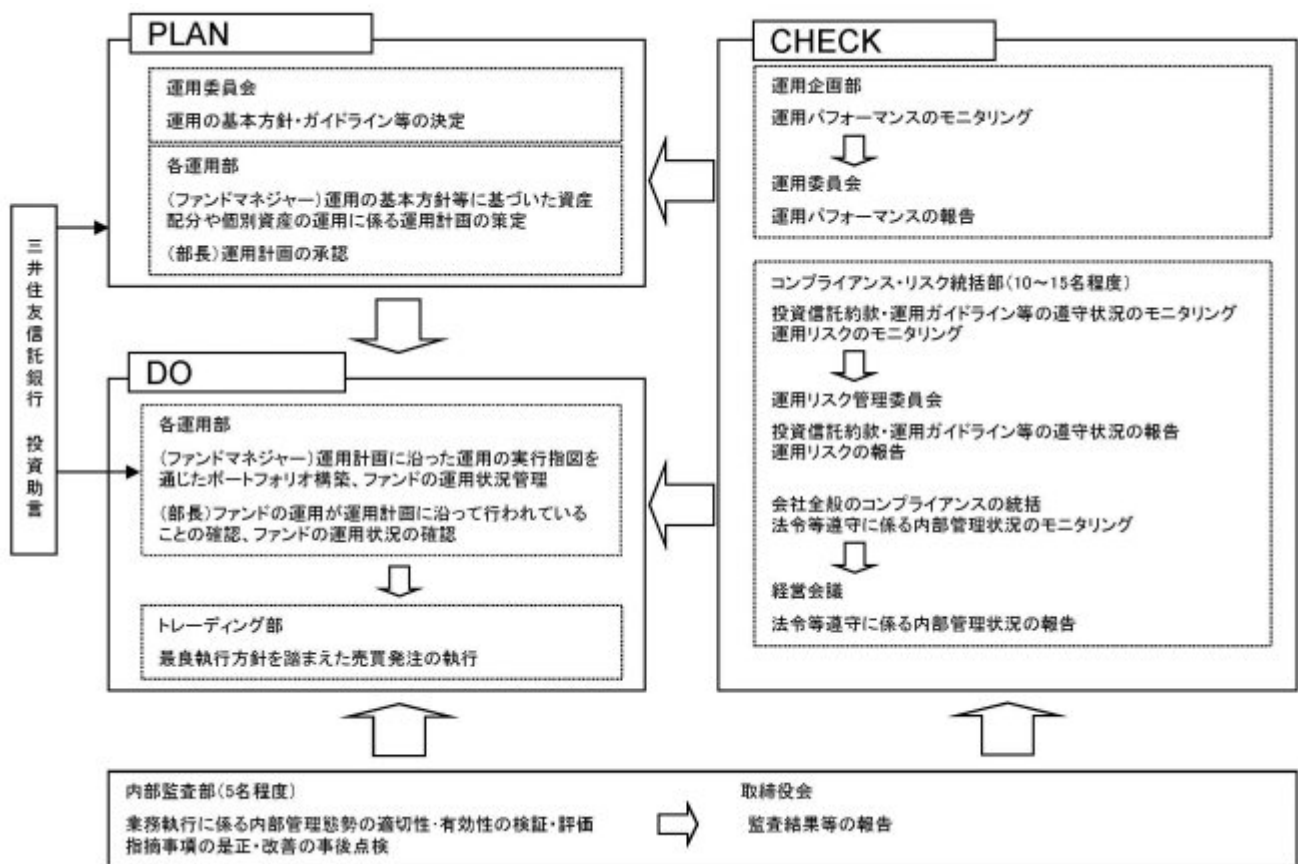 PLAN
運用委員会
運用の基本方針・ガイドライン等の決定
各運用部
(ファンドマネジャー)運用の基本方針等に基づいた資産
配分や個別資産の運用に係る運用計画の策定
(部長)運用計画の承認
三井住友信託銀行 投資助言
DO
各運用部
(ファンドマネジャー)運用計画に沿った運用の実行指図を
通じたポートフォリオ構築、ファンドの運用状況管理
(部長)ファンドの運用が運用計画に沿って行われている
ことの確認、ファンドの運用状況の確認
トレーディング部
最良執行方針を踏まえた売買発注の執行
CHECK
運用企画部
運用パフォーマンスのモニタリング
運用委員会
運用パフォーマンスの報告
コンプライアンス・リスク統括部(10～15名程度)
投資信託約款・運用ガイドライン等の遵守状況のモニタリング
運用リスクのモニタリング
運用リスク管理委員会
投資信託約款・運用ガイドライン等の遵守状況の報告
運用リスクの報告
会社全般のコンプライアンスの統括
法令等遵守に係る内部管理状況のモニタリング
経営会議
法令等遵守に係る内部管理状況の報告
内部監査部(5名程度)
業務執行に係る内部管理態勢の適切性・有効性の検証・評価
指摘事項の是正・改善の事後点検
取締役会
監査結果等の報告